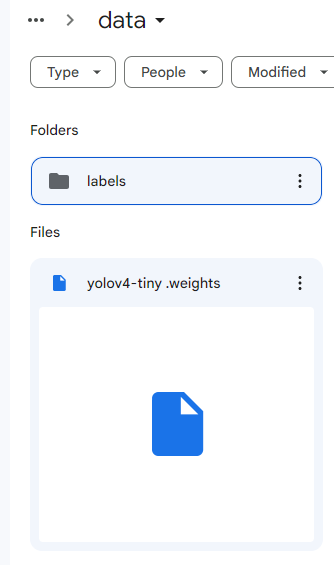 data
Type
People
Modified
Folders
labels
Files
yolov4-tiny .weights